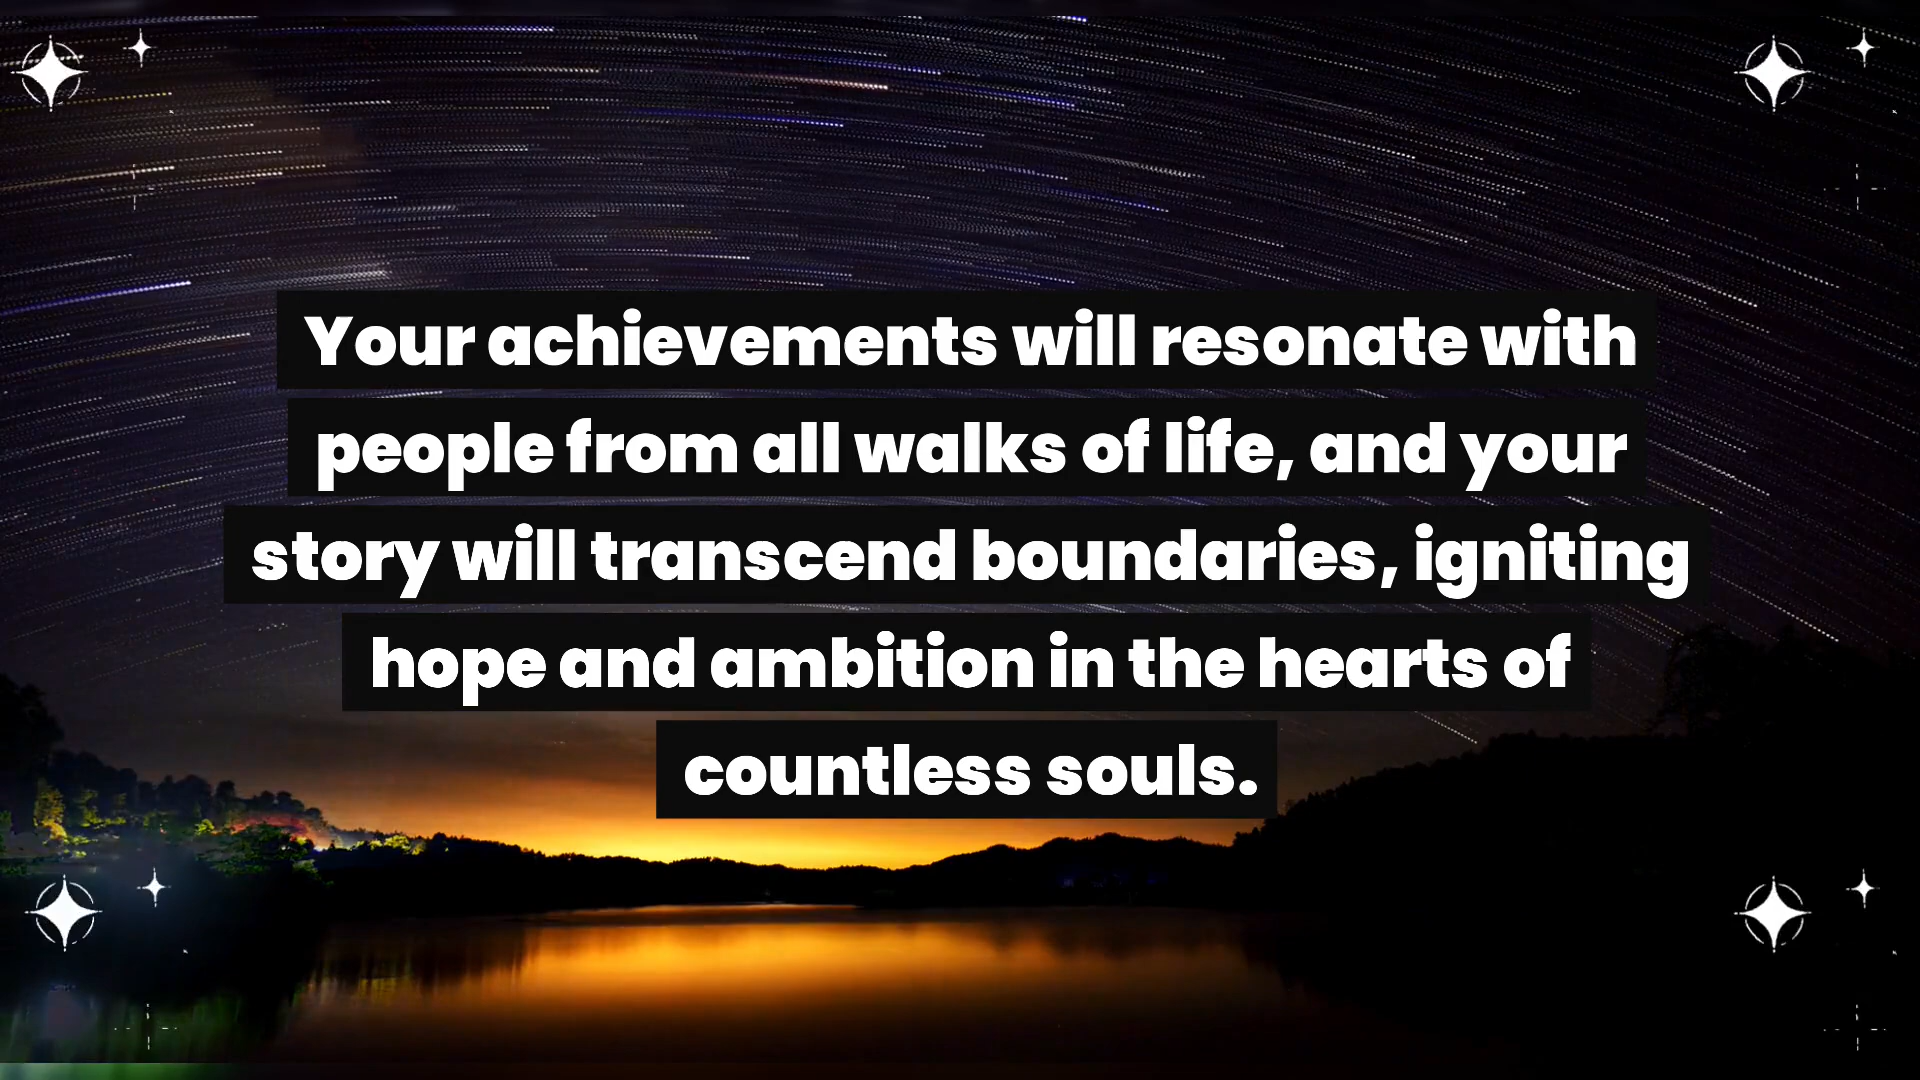 Your achievements will resonate with
people from all walks of life, and your
story will transcend boundaries, igniting
hope and ambition in the hearts of
countless souls.